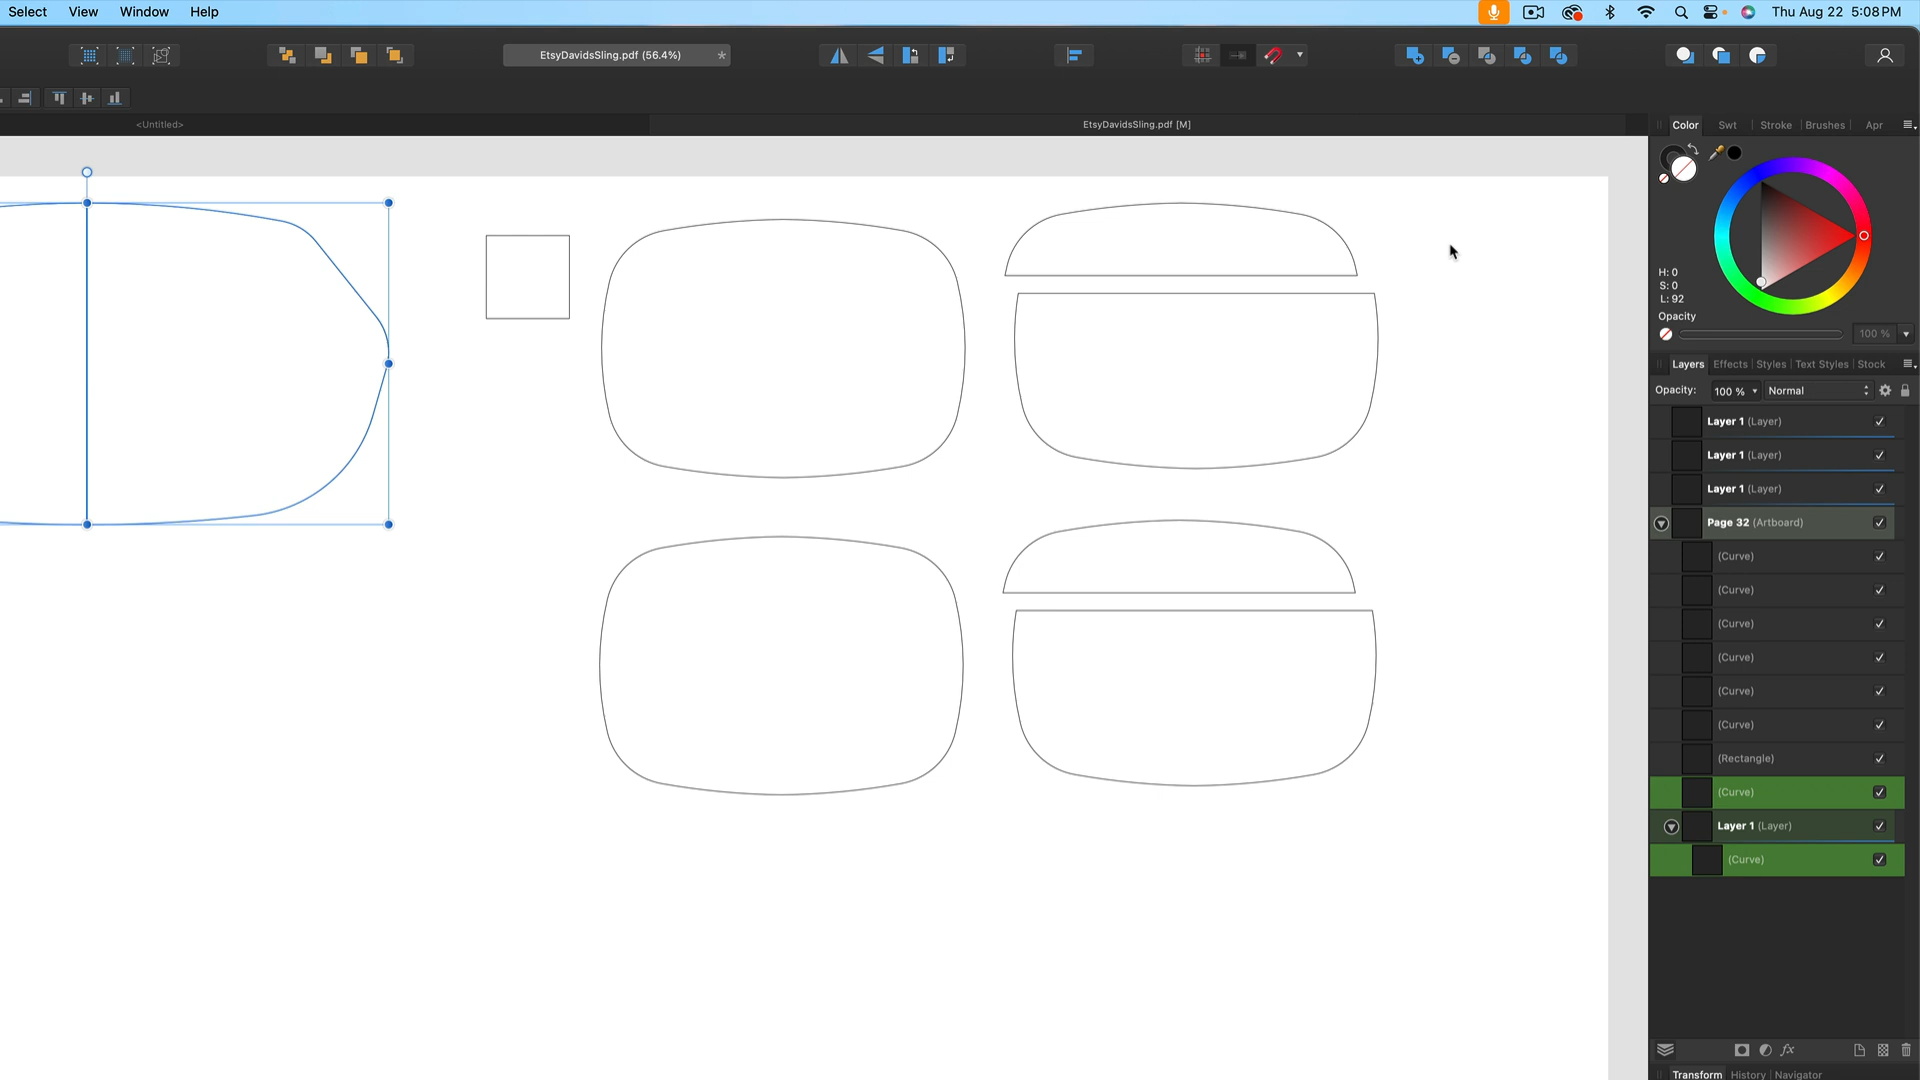 Select View Window Help Thu Aug 22 5:08 PM
EtsyDavidsSling.pdf (56.4%) *
<Untitled> EtsyDavidsSling.pdf [M]
Color Swt Stroke Brushes Apr
H: 0
S: 0
L: 92
Opacity
100 %
Layers Effects Styles Text Styles Stock
Opacity: 100 % Normal
Layer 1 (Layer)
Layer 1 (Layer)
Layer 1 (Layer)
Page 32 (Artboard)
(Curve)
(Curve)
(Curve)
(Curve)
(Curve)
(Curve)
(Rectangle)
(Curve)
Layer 1 (Layer)
(Curve)
fx
Transform History Navigator